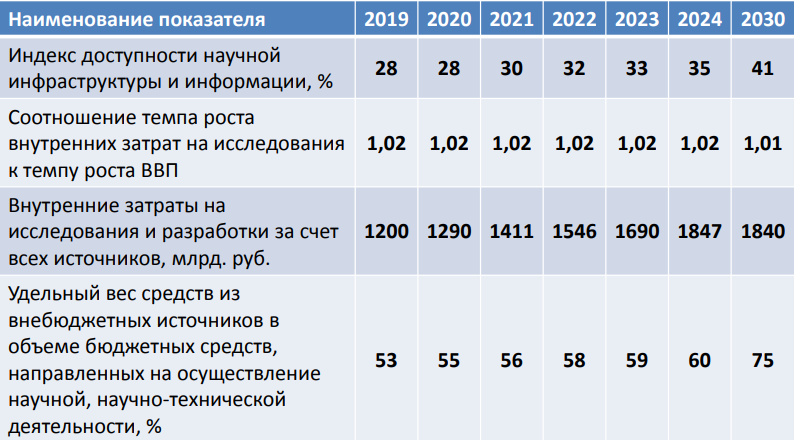 Наименование показателя 2019 2020 2021 2022 2023 2024 2030
Индекс доступности научной
инфраструктуры и информации, % 28 28 30 32 33 35 41
Соотношение темпа роста
внутренних затрат на исследования 1,02 1,02 1,02 1,02 1,02 1,02 1,01
к темпу роста ВВП
Внутренние затраты на
исследования и разработки за счет 1200 1290 1411 1546 1690 1847 1840
всех источников, млрд. руб.
Удельный вес средств из
внебюджетных источников в
объеме бюджетных средств, 53 55 56 58 59 60 75
направленных на осуществление
научной, научно-технической
деятельности, %